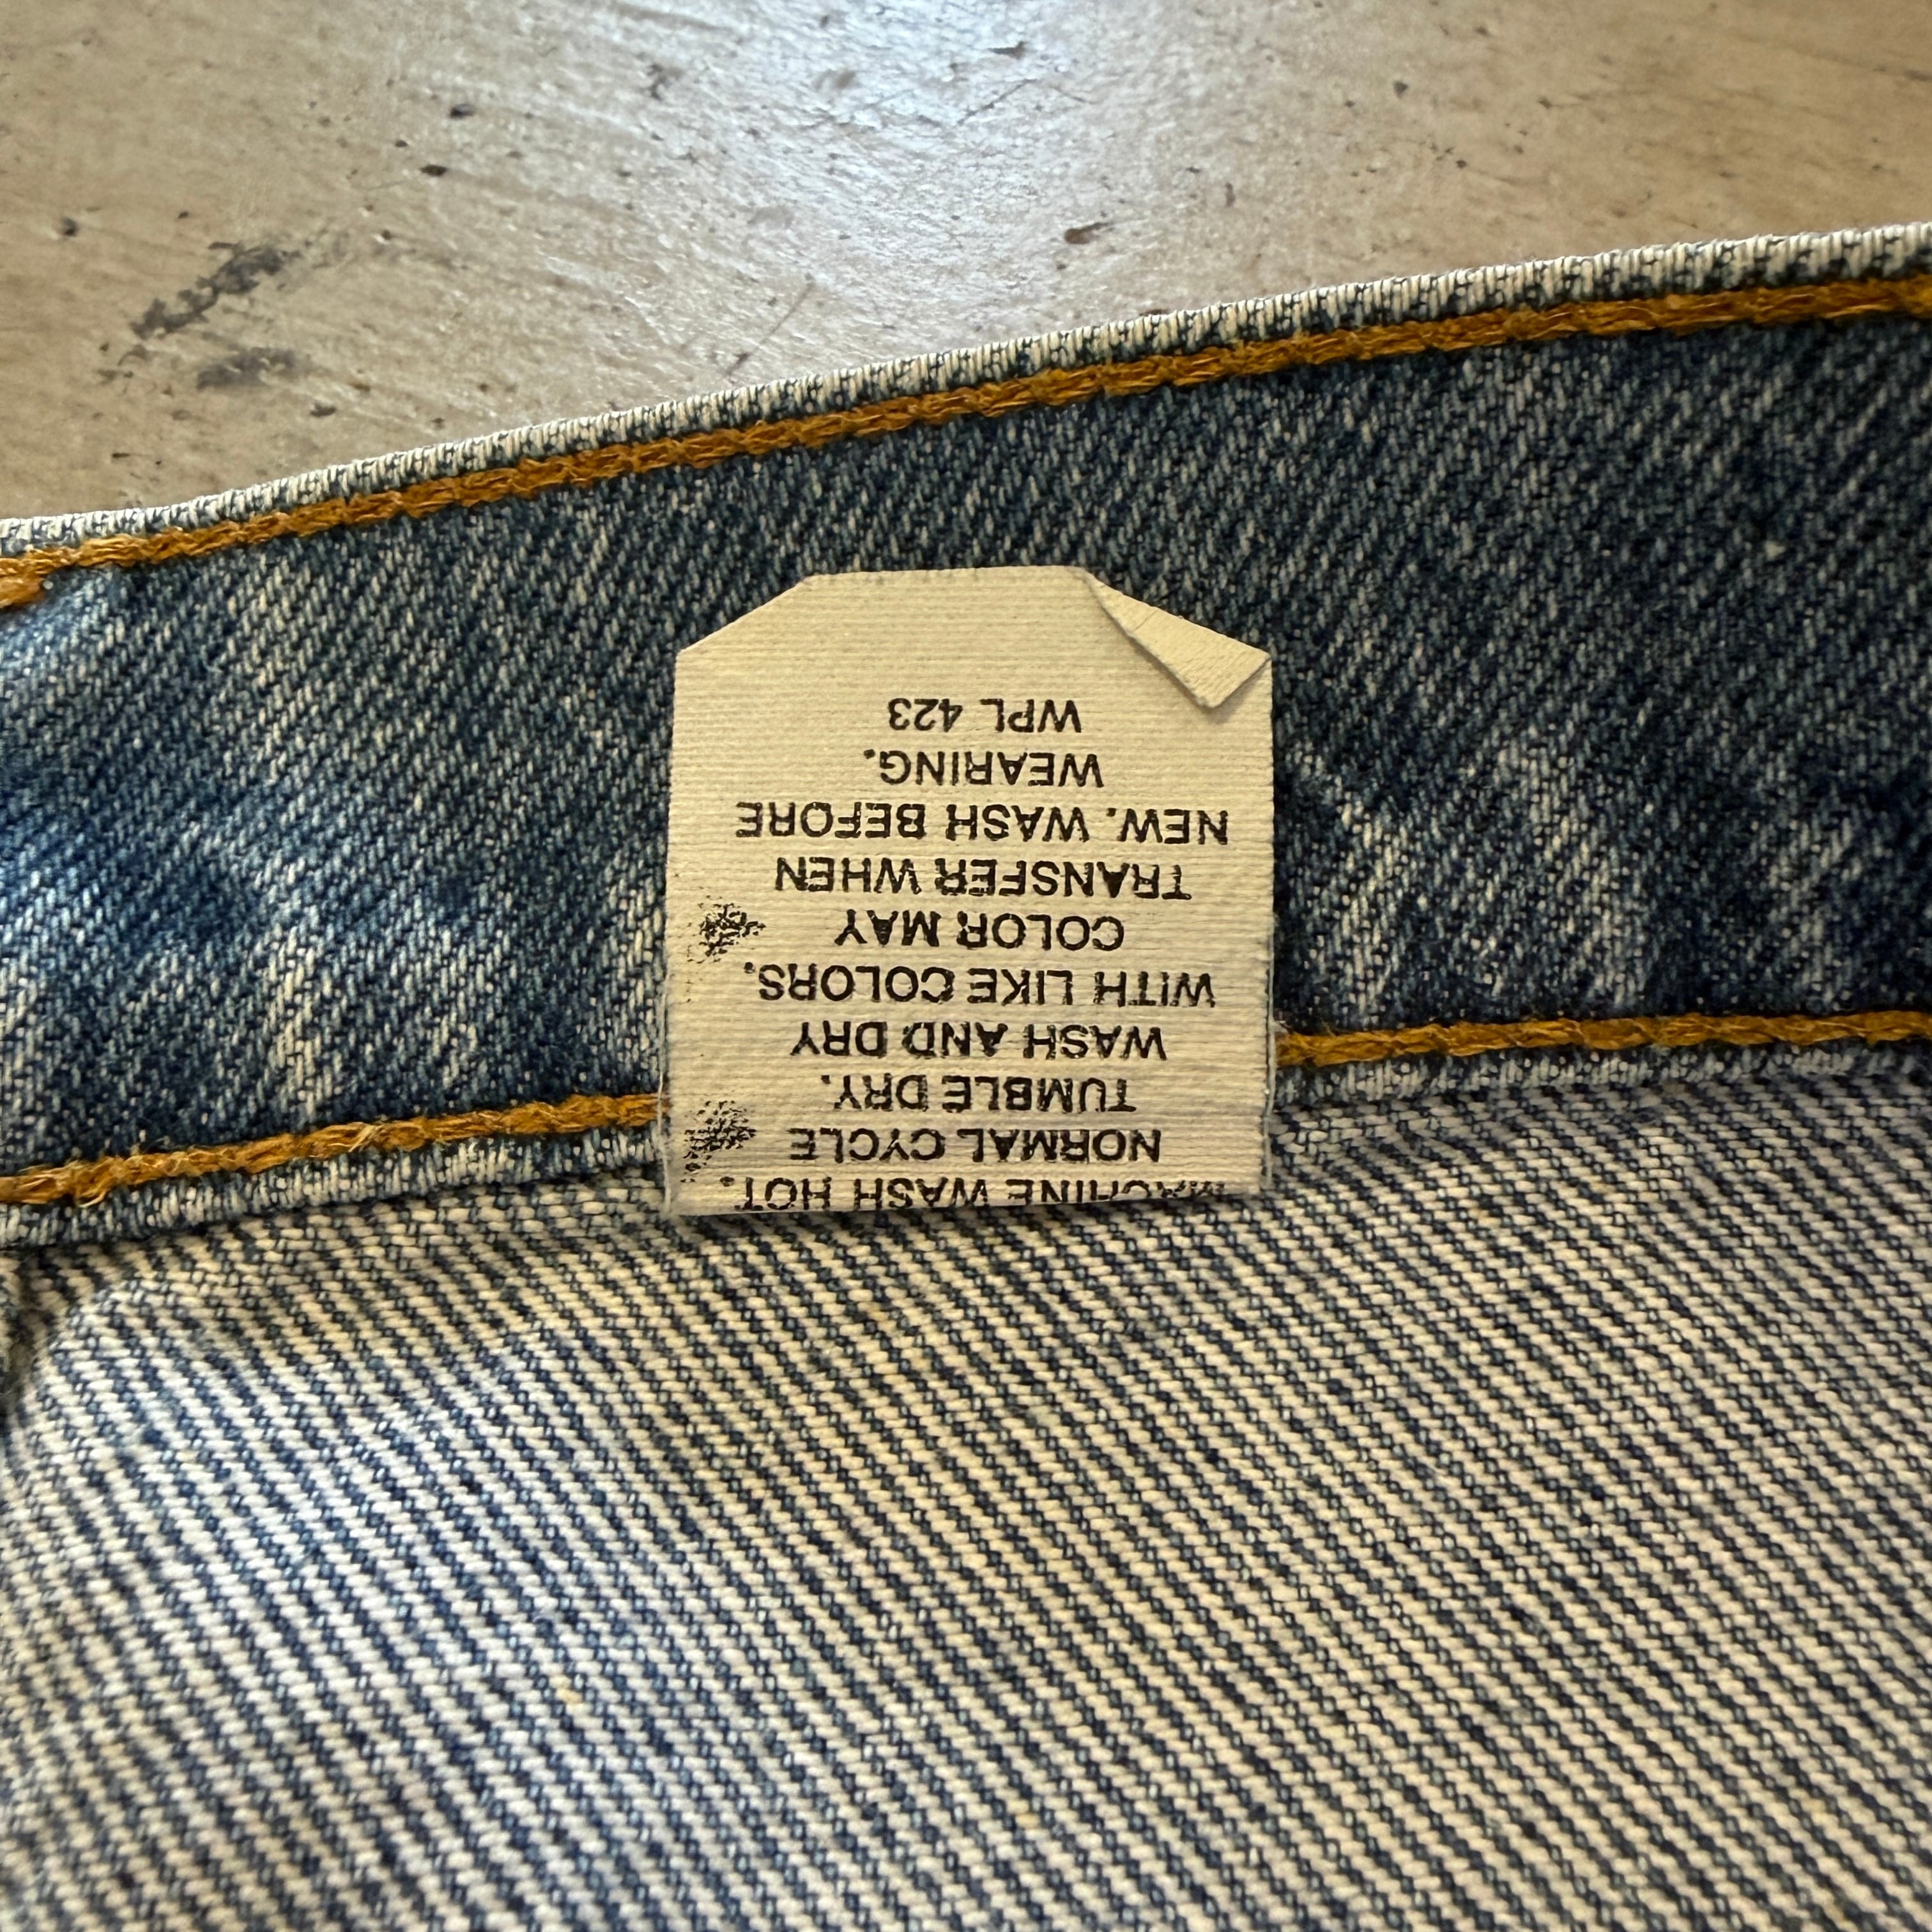 MACHINE WASH HOT.
NORMAL CYCLE
TUMBLE DRY.
WASH AND DRY
WITH LIKE COLORS.
COLOR MAY
TRANSFER WHEN
NEW. WASH BEFORE
WEARING.
WPL 423